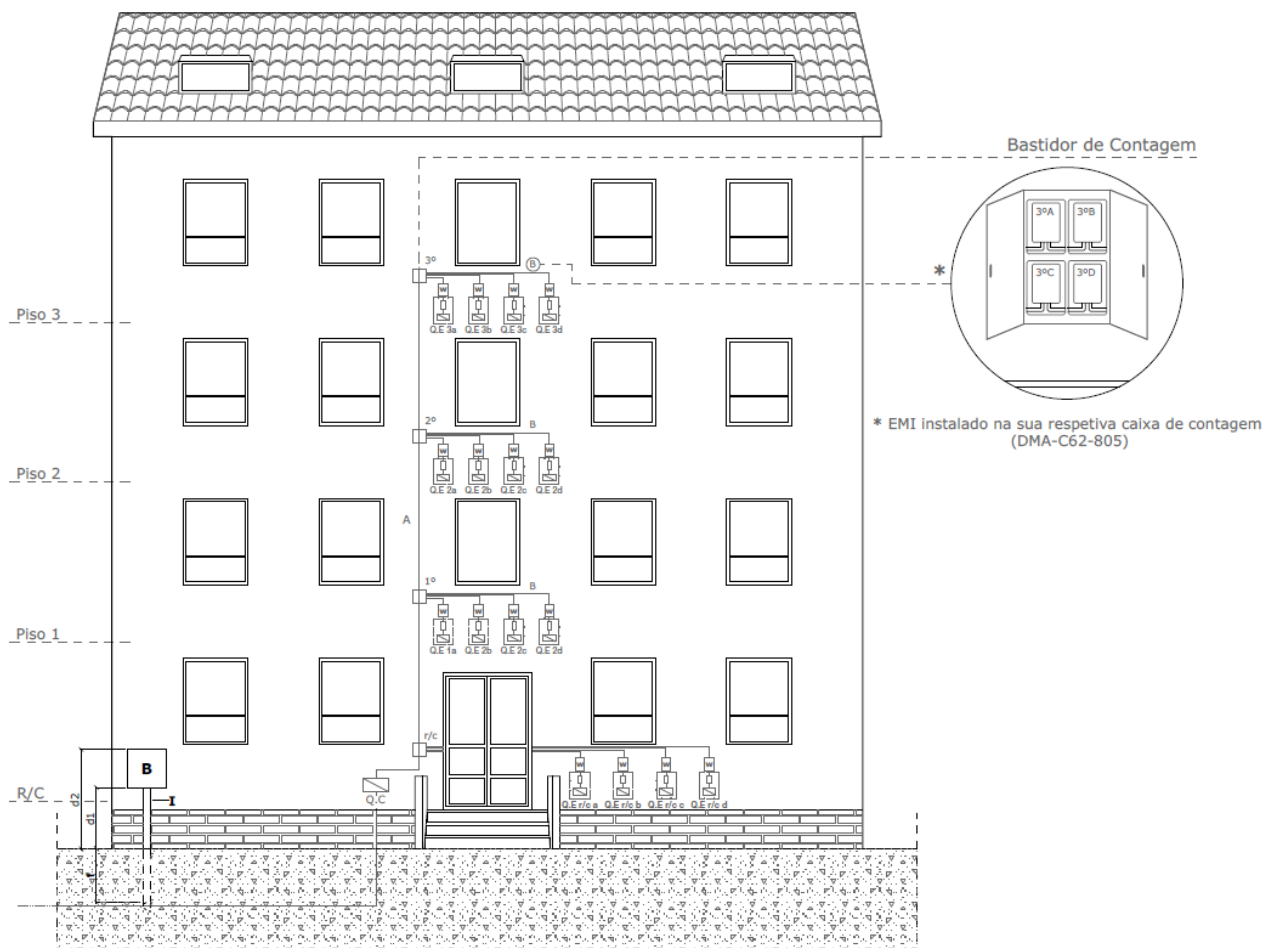 Bastidor de Contagem
3ºA 3ºB
3ºC 3ºD
*
* EMI instalado na sua respetiva caixa de contagem
(DMA-C62-805)
3º
B
W W W W
Q.E 3a Q.E 3b Q.E 3c Q.E 3d
Piso 3
2º
B
W W W W
Q.E 2a Q.E 2b Q.E 2c Q.E 2d
Piso 2
A
1º
B
W W W W
Q.E 1a Q.E 2b Q.E 2c Q.E 2d
Piso 1
r/c
W W W W
Q.E r/c a Q.E r/c b Q.E r/c c Q.E r/c d
Q.C
B
I
R/C
d2
d1